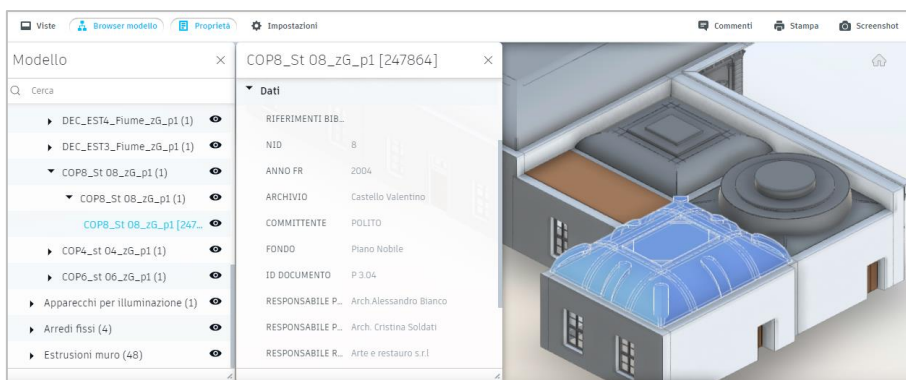 Viste Browser modello Proprietà Impostazioni Commenti Stampa Screenshot
Modello
Cerca
DEC_EST4_Fiume_zG_p1 (1)
DEC_EST3_Fiume_zG_p1 (1)
COP8_St 08_zG_p1 (1)
COP8_St 08_zG_p1 (1)
COP8_St 08_zG_p1 [247...
COP4_st 04_zG_p1 (1)
COP6_st 06_zG_p1 (1)
Apparecchi per illuminazione (1)
Arredi fissi (4)
Estrusioni muro (48)
COP8_St 08_zG_p1 [247864]
Dati
RIFERIMENTI BIB...
NID 8
ANNO FR 2004
ARCHIVIO Castello Valentino
COMMITTENTE POLITO
FONDO Piano Nobile
ID DOCUMENTO P 3.04
RESPONSABILE P... Arch.Alessandro Bianco
RESPONSABILE P... Arch. Cristina Soldati
RESPONSABILE R... Arte e restauro s.r.l